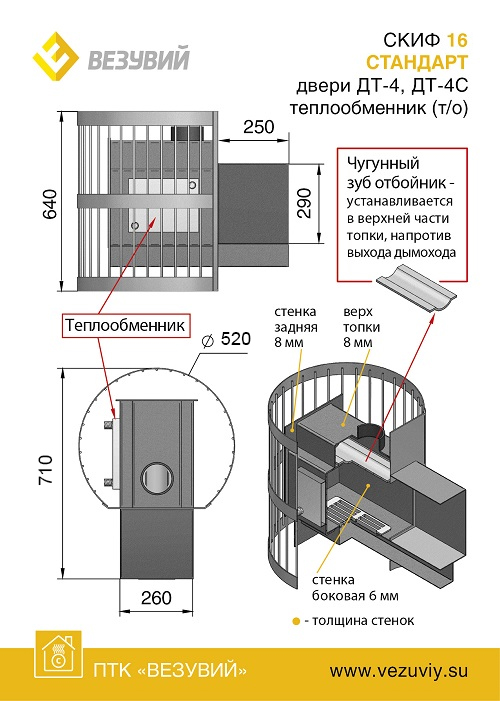 ВЕЗУВИЙ
СКИФ 16
СТАНДАРТ
двери ДТ-4, ДТ-4С
теплообменник (т/о)
250
640
290
Чугунный
зуб отбойник -
устанавливается
в верхней части
топки, напротив
выхода дымохода
Теплообменник
стенка
задняя
8 мм
верх
топки
8 мм
∅ 520
710
260
стенка
боковая 6 мм
- толщина стенок
ПТК «ВЕЗУВИЙ»
www.vezuviy.su